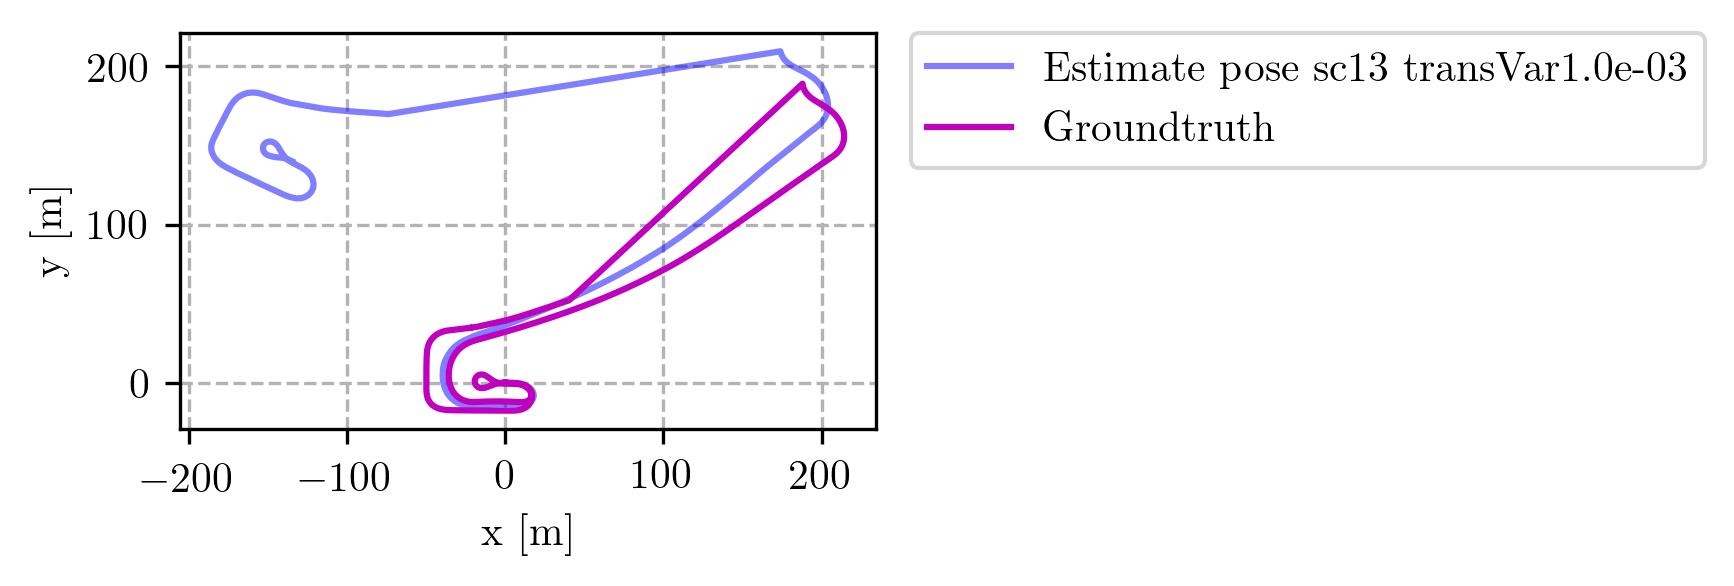 200
100
0
y [m]
−200
−100
0
100
200
x [m]
Estimate pose sc13 transVar1.0e-03
Groundtruth